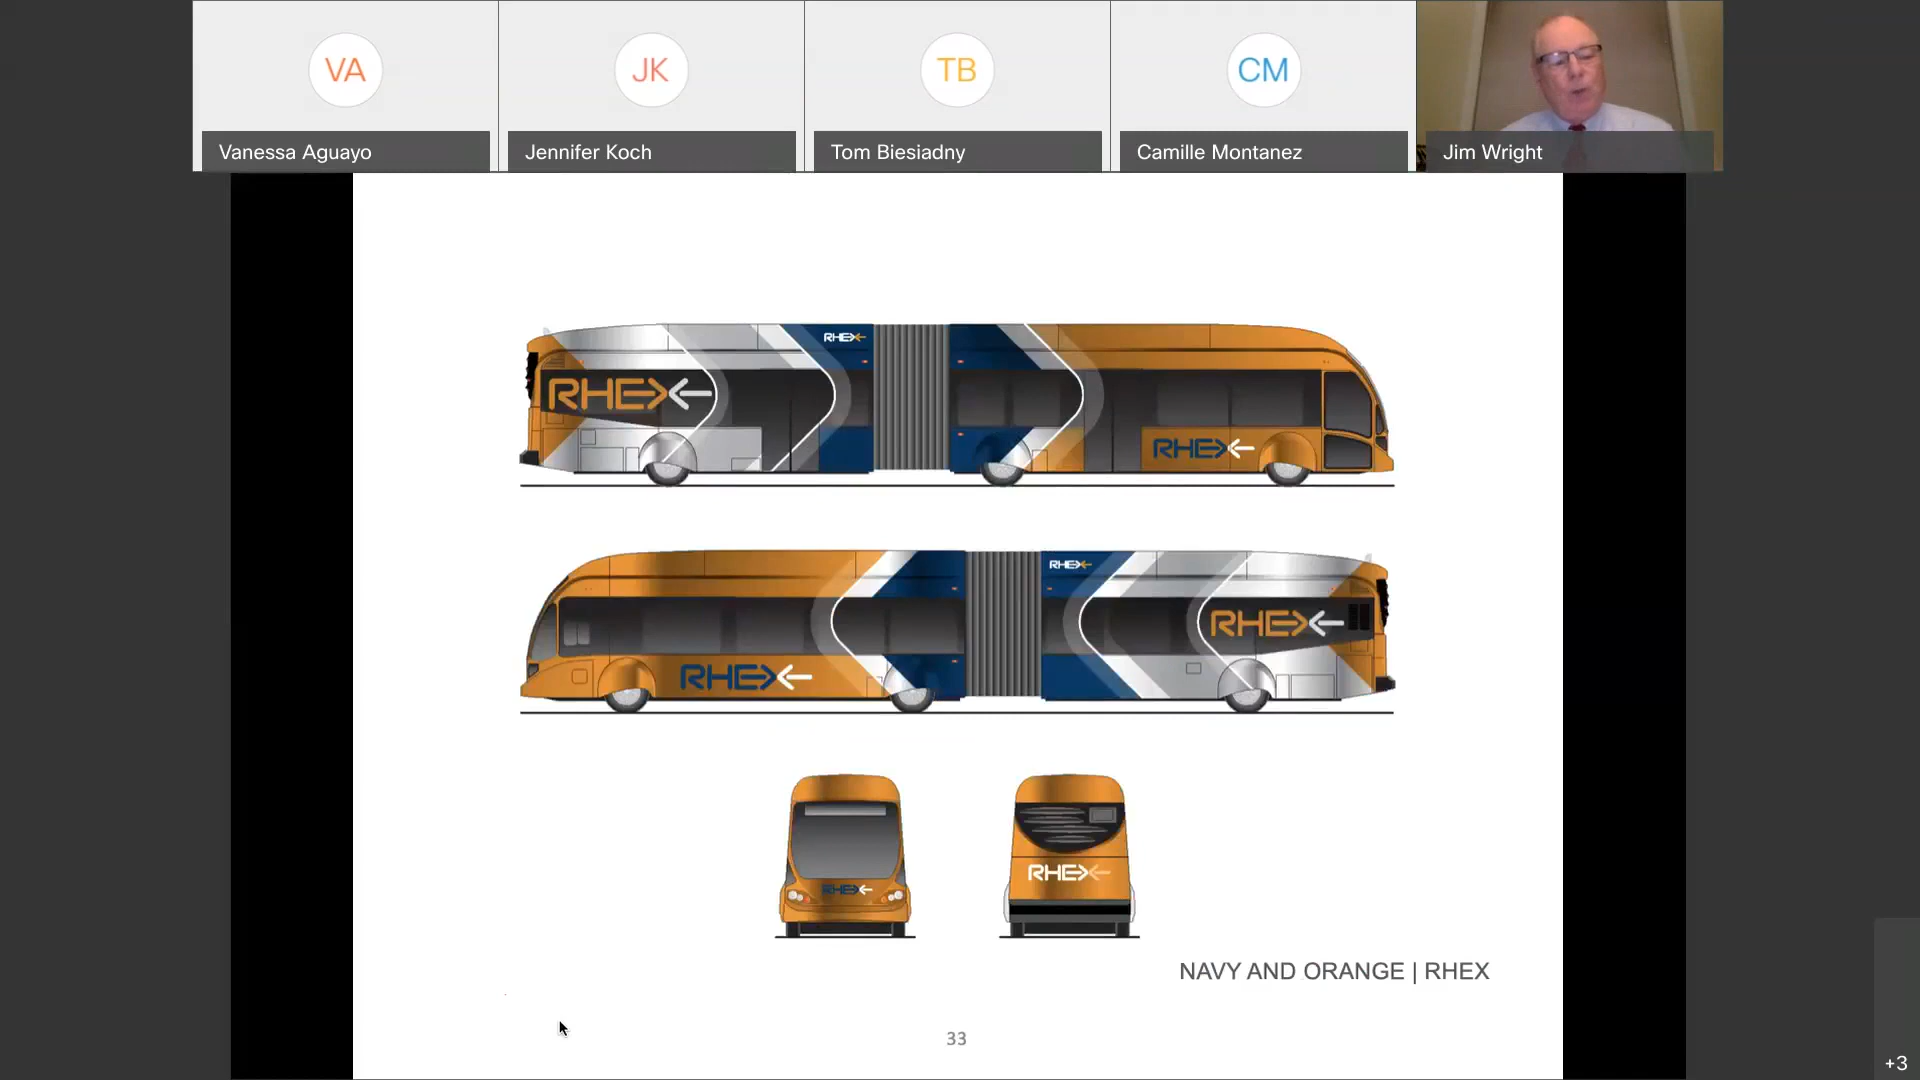 VA
JK
TB
CM
Vanessa Aguayo
Jennifer Koch
Tom Biesiadny
Camille Montanez
Jim Wright
RHEX
RHEX
RHEX
RHEX
RHEX
RHEX
RHEX
RHEX
NAVY AND ORANGE | RHEX
33
+3